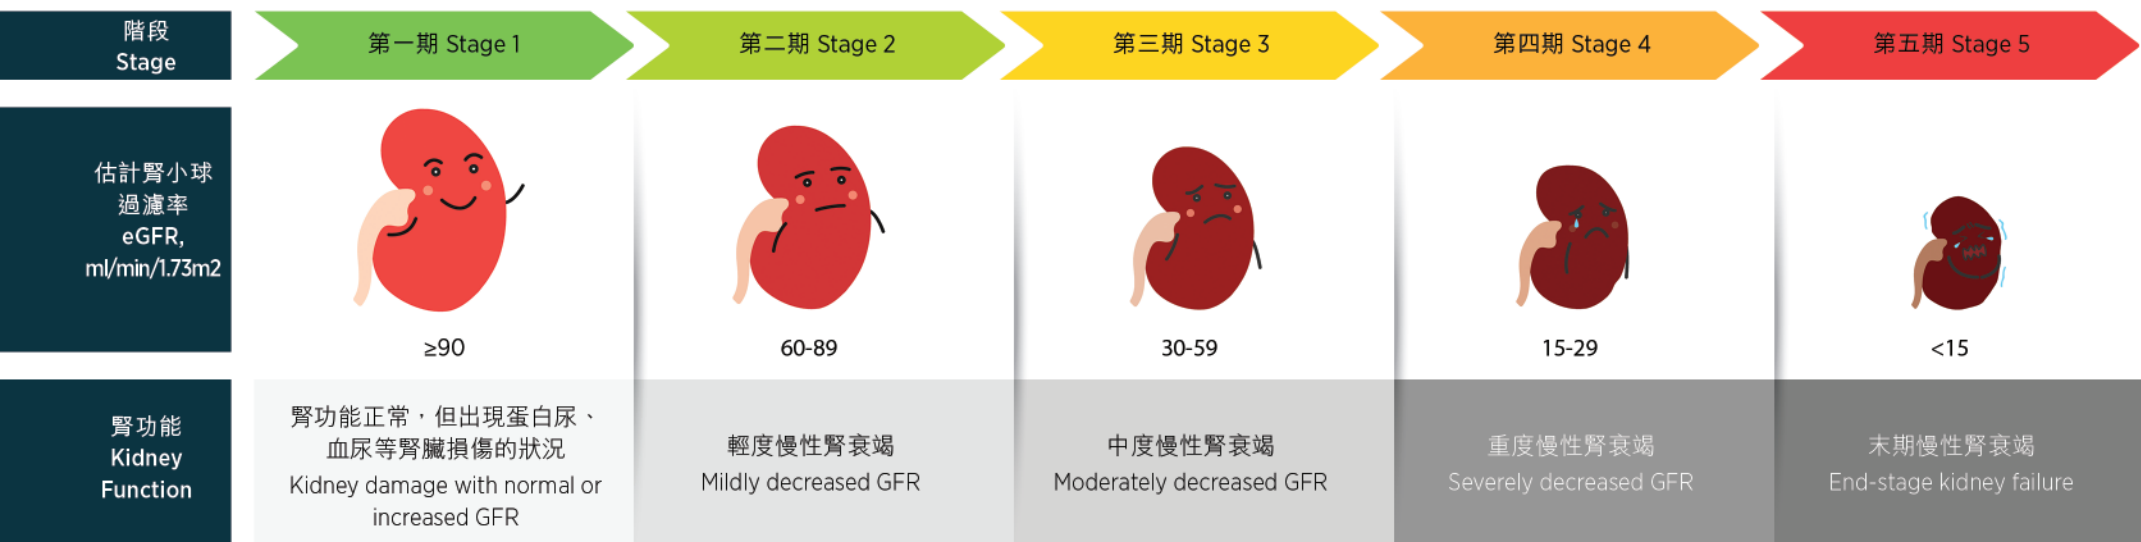 階段
Stage
第一期 Stage 1
第二期 Stage 2
第三期 Stage 3
第四期 Stage 4
第五期 Stage 5
估計腎小球
過濾率
eGFR,
ml/min/1.73m2
≥90
60-89
30-59
15-29
<15
腎功能
Kidney
Function
腎功能正常，但出現蛋白尿、
血尿等腎臟損傷的狀況
Kidney damage with normal or
increased GFR
輕度慢性腎衰竭
Mildly decreased GFR
中度慢性腎衰竭
Moderately decreased GFR
重度慢性腎衰竭
Severely decreased GFR
末期慢性腎衰竭
End-stage kidney failure